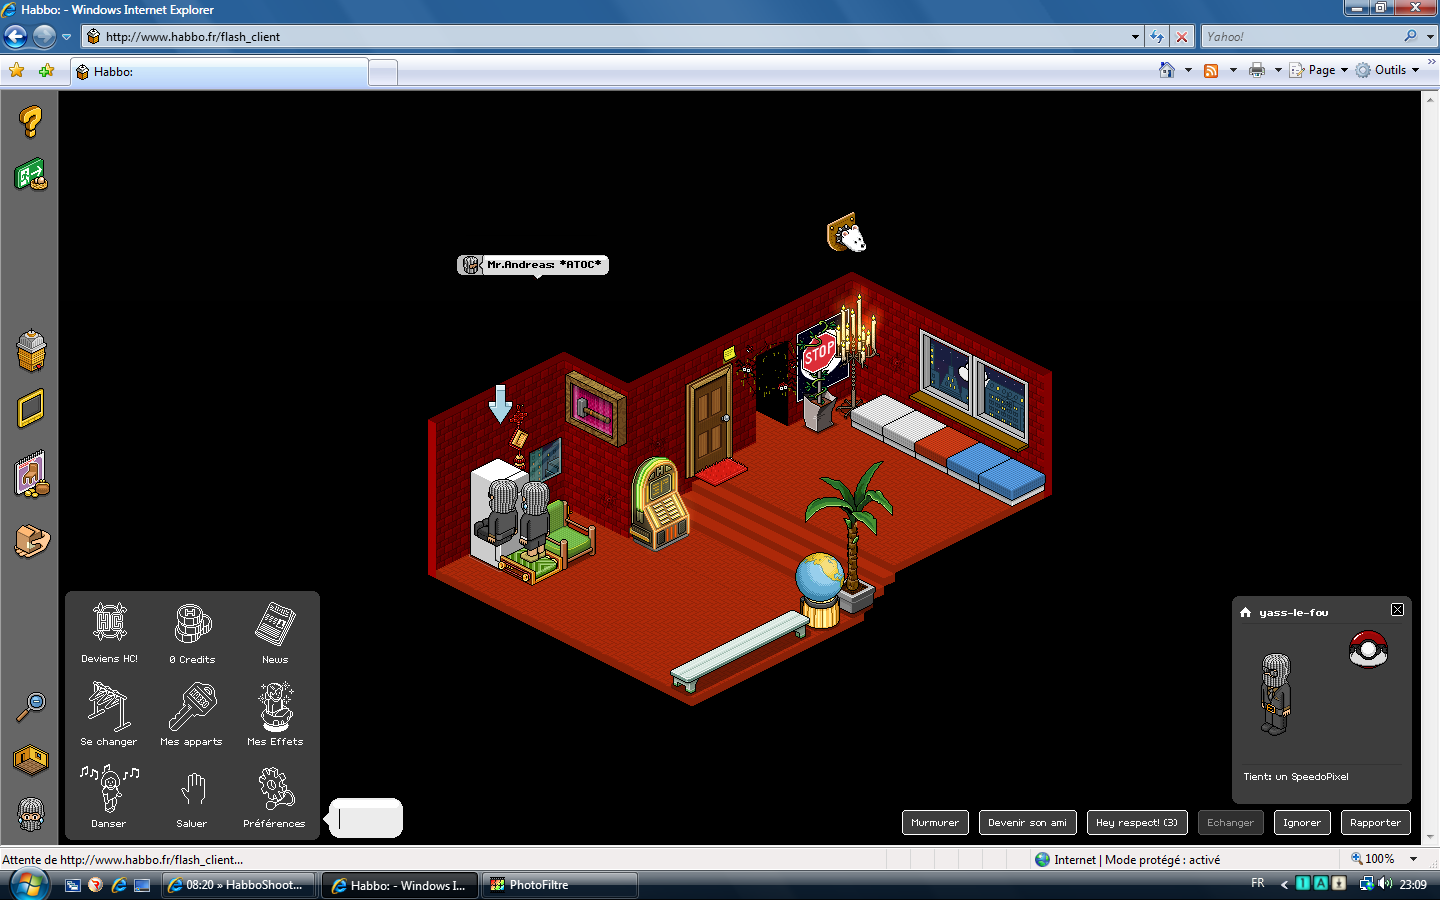 Habbo: - Windows Internet Explorer
http://www.habbo.fr/flash_client
Yahoo!
Habbo:
Page
Outils
Mr.Andreas: *ATOC*
STOP
Deviens HC!
0 Credits
News
Se changer
Mes apparts
Mes Effets
Danser
Saluer
Préférences
yass-le-fou
Tient: un SpeedoPixel
Murmurer
Devenir son ami
Hey respect! (3)
Echanger
Ignorer
Rapporter
Attente de http://www.habbo.fr/flash_client...
Internet | Mode protégé : activé
100%
08:20 » HabboShoot...
Habbo: - Windows I...
PhotoFiltre
FR
1
A
23:09